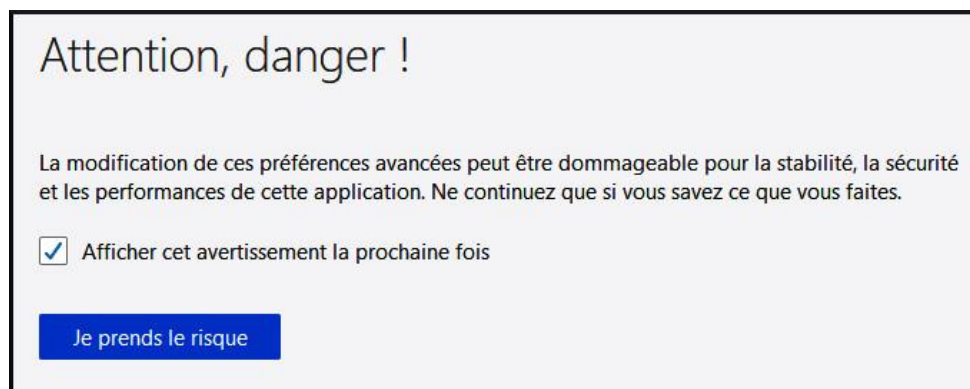 Attention, danger !
La modification de ces préférences avancées peut être dommageable pour la stabilité, la sécurité
et les performances de cette application. Ne continuez que si vous savez ce que vous faites.
Afficher cet avertissement la prochaine fois
Je prends le risque